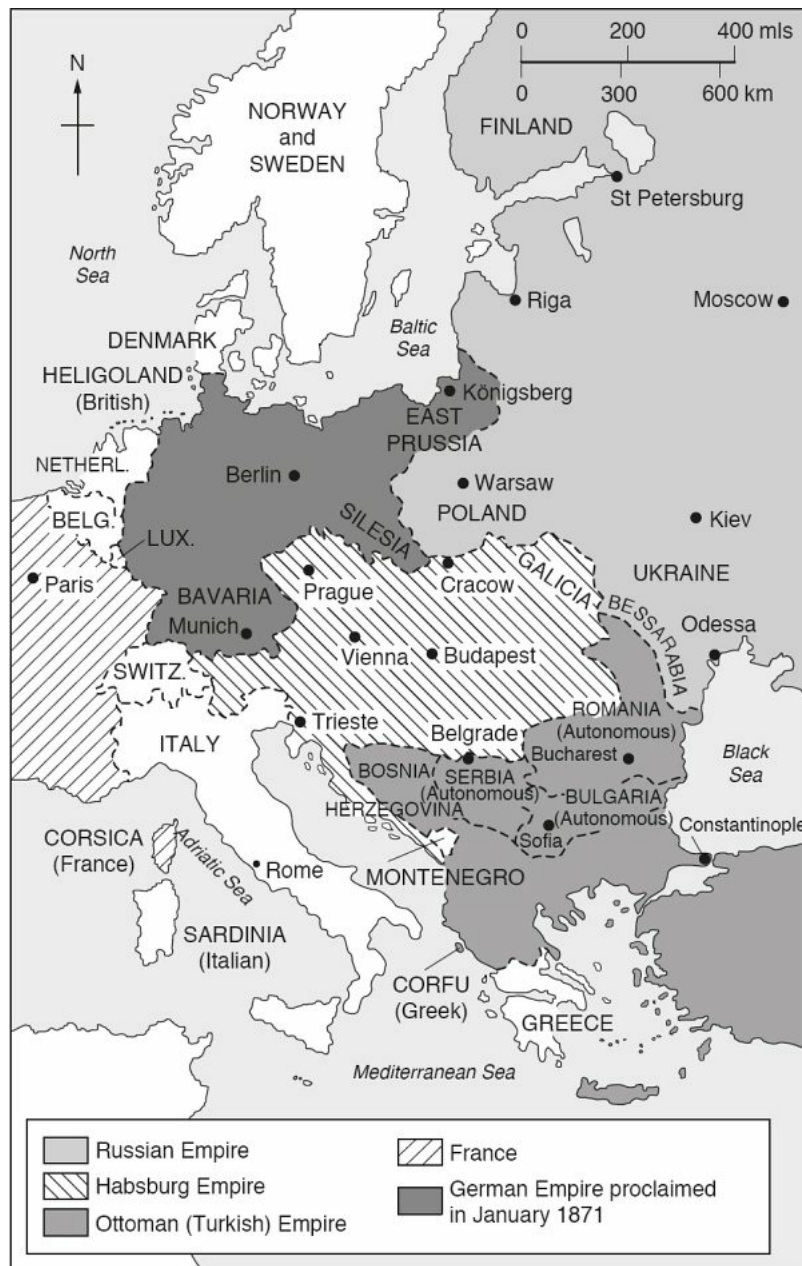 0 200 400 mls
0 300 600 km
N
NORWAY
and
SWEDEN
FINLAND
St Petersburg
North
Sea
Riga
Moscow
Baltic
Sea
DENMARK
HELIGOLAND
(British)
Königsberg
EAST
PRUSSIA
NETHERL.
Berlin
Warsaw
POLAND
Kiev
BELG.
SILESIA
LUX.
Paris
Prague
Cracow
GALICIA
UKRAINE
BAVARIA
BESSARABIA
Munich
Vienna
Budapest
Odessa
SWITZ.
Trieste
ITALY
Belgrade
ROMANIA
(Autonomous)
Bucharest
Black
Sea
BOSNIA
SERBIA
(Autonomous)
HERZEGOVINA
BULGARIA
(Autonomous)
Sofia
Constantinople
CORSICA
(France)
Adriatic Sea
Rome
MONTENEGRO
SARDINIA
(Italian)
CORFU
(Greek)
GREECE
Mediterranean Sea
Russian Empire
Habsburg Empire
Ottoman (Turkish) Empire
France
German Empire proclaimed
in January 1871